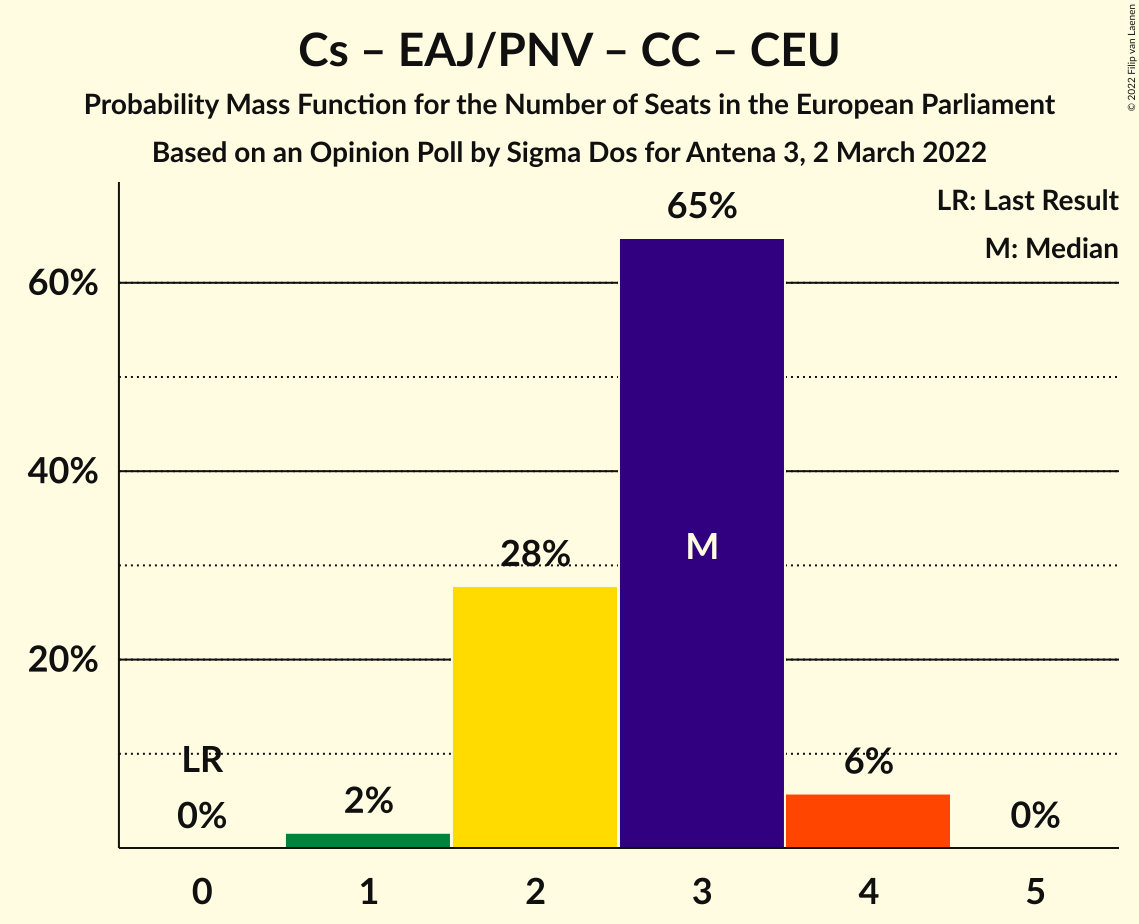 Cs – EAJ/PNV – CC – CEU
Probability Mass Function for the Number of Seats in the European Parliament
Based on an Opinion Poll by Sigma Dos for Antena 3, 2 March 2022
© 2022 Filip van Laenen
LR: Last Result
M: Median
65%
60%
40%
M
28%
20%
LR
6%
2%
0%
0%
0 1 2 3 4 5